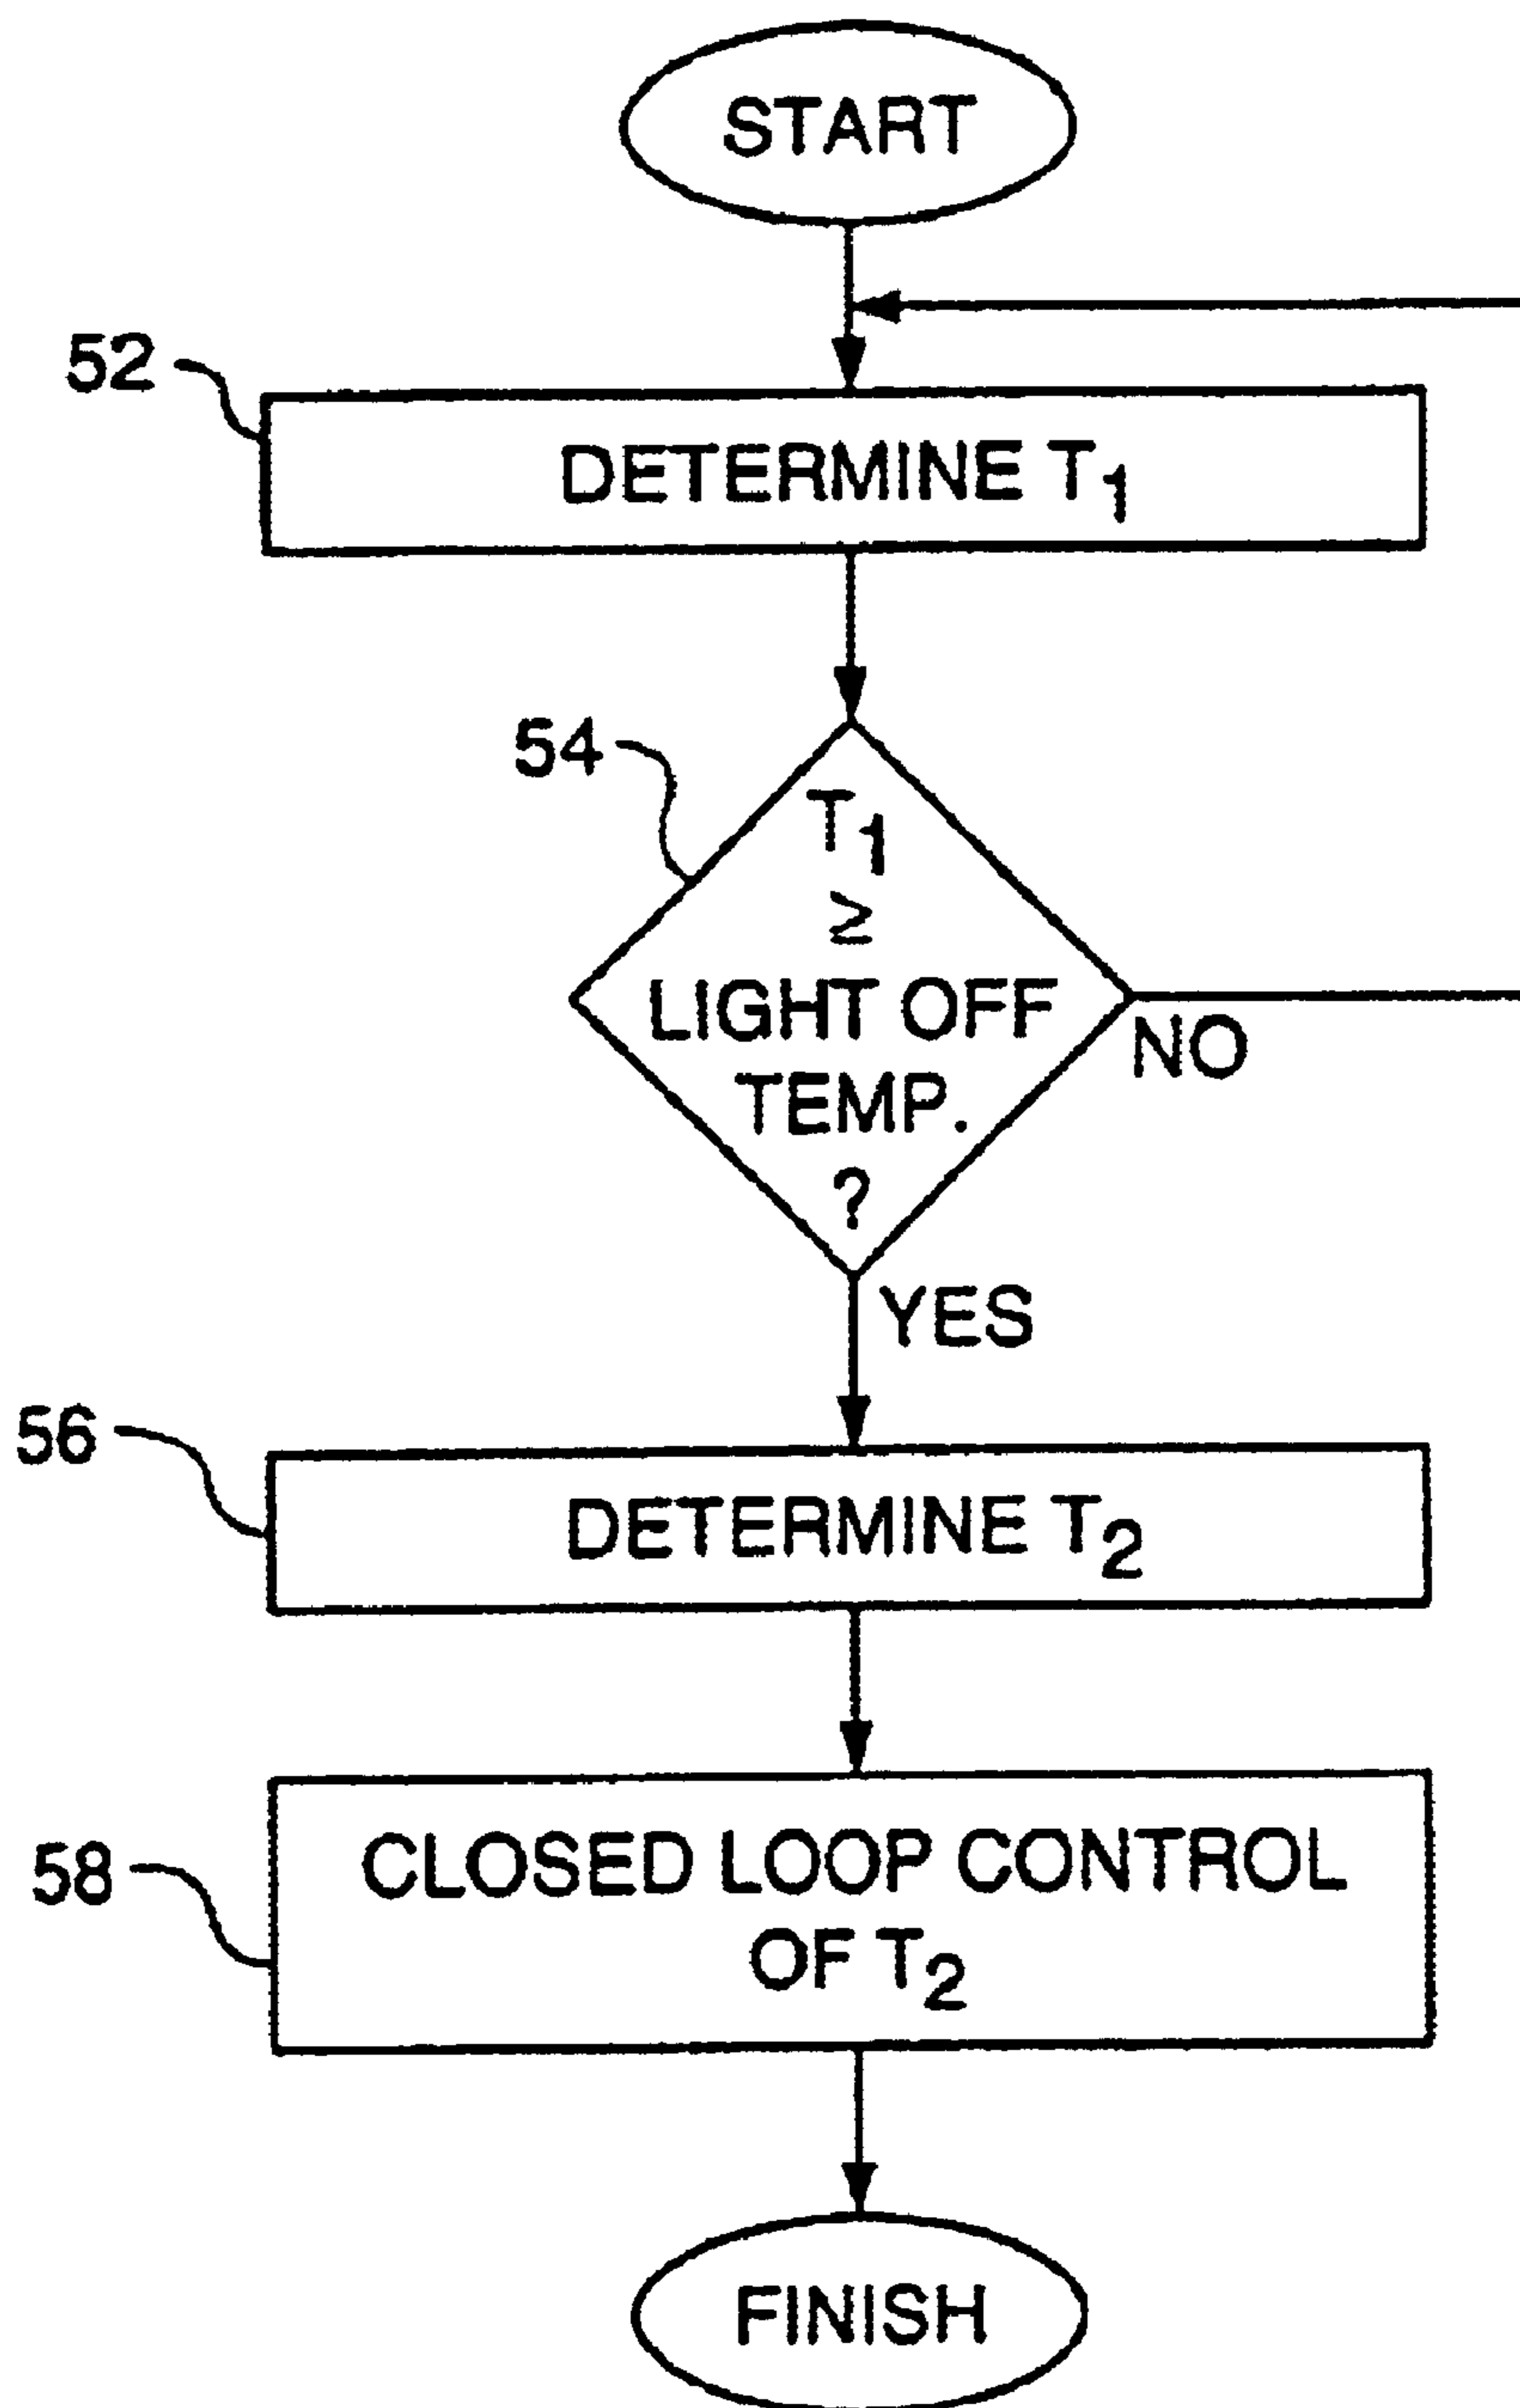 START
52
DETERMINE T₁
54
T₁
≥
LIGHT OFF
TEMP.
?
NO
YES
56
DETERMINE T₂
58
CLOSED LOOP CONTROL
OF T₂
FINISH